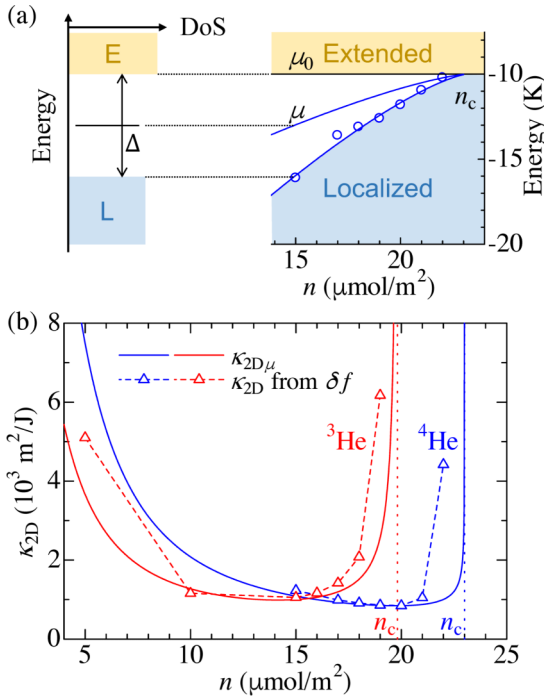 (a)
DoS
E
μ0
Extended
-10
nc
Energy
μ
Δ
Energy (K)
-15
L
Localized
-20
15
20
n (μmol/m²)
(b)
8
κ2Dμ
κ2D from δf
6
³He
⁴He
4
κ2D (10³ m²/J)
2
nc
nc
0
5
10
15
20
25
n (μmol/m²)